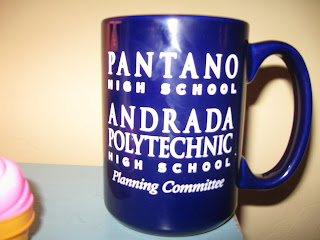 PANTANO
HIGH SCHOOL
ANDRADA
POLYTECHNIC
HIGH SCHOOL
Planning Committee